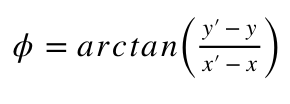 ϕ = arctan((y′ − y)/(x′ − x))